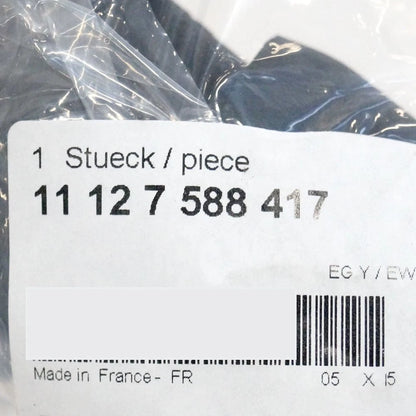 1 Stueck / piece
11 12 7 588 417
EG Y / EW
Made in France - FR 05 X 15